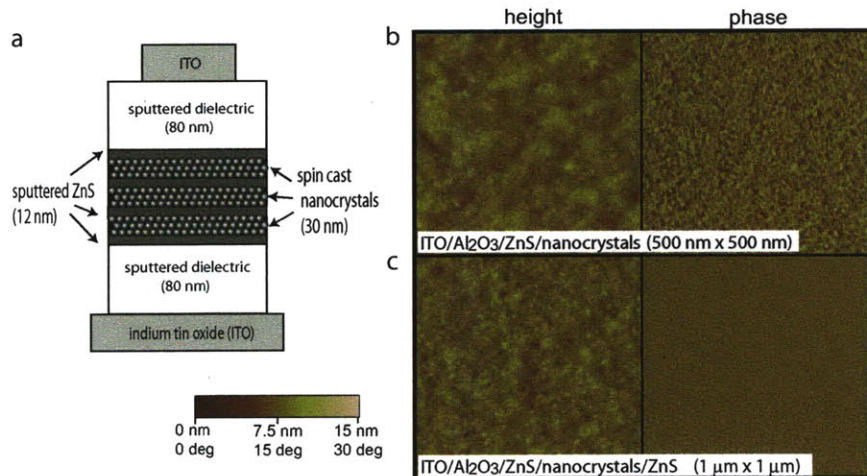 a
ITO
sputtered dielectric
(80 nm)
sputtered ZnS
(12 nm)
spin cast
nanocrystals
(30 nm)
sputtered dielectric
(80 nm)
indium tin oxide (ITO)
0 nm 7.5 nm 15 nm
0 deg 15 deg 30 deg
height phase
b
ITO/Al2O3/ZnS/nanocrystals (500 nm x 500 nm)
c
ITO/Al2O3/ZnS/nanocrystals/ZnS (1 µm x 1 µm)